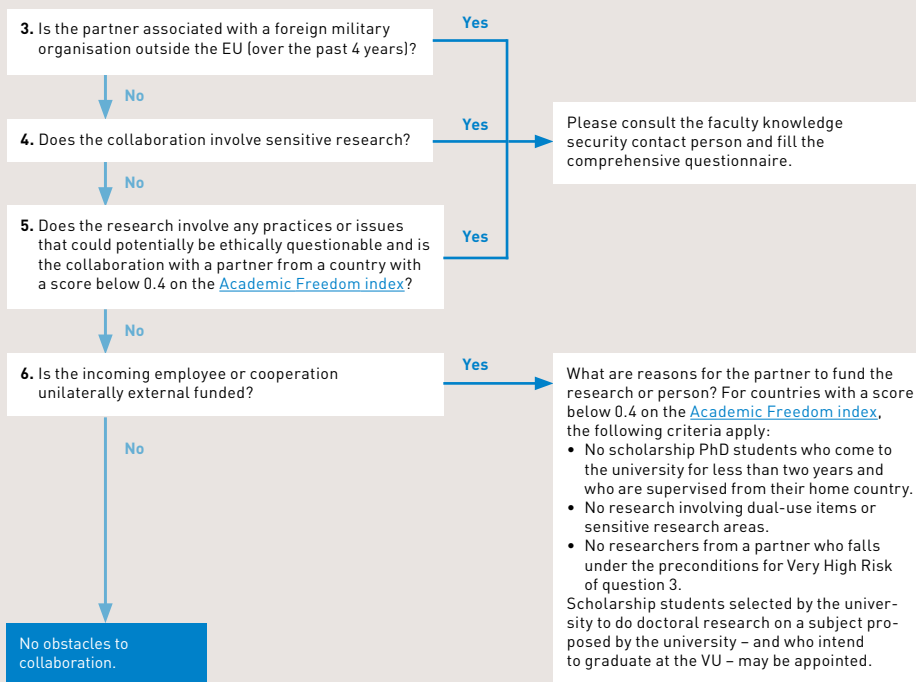 3. Is the partner associated with a foreign military
organisation outside the EU (over the past 4 years)?
Yes
No
4. Does the collaboration involve sensitive research?
Yes
Please consult the faculty knowledge
security contact person and fill the
comprehensive questionnaire.
No
5. Does the research involve any practices or issues
that could potentially be ethically questionable and is
the collaboration with a partner from a country with
a score below 0.4 on the Academic Freedom index?
Yes
No
6. Is the incoming employee or cooperation
unilaterally external funded?
Yes
What are reasons for the partner to fund the
research or person? For countries with a score
below 0.4 on the Academic Freedom index,
the following criteria apply:
• No scholarship PhD students who come to
the university for less than two years and
who are supervised from their home country.
• No research involving dual-use items or
sensitive research areas.
• No researchers from a partner who falls
under the preconditions for Very High Risk
of question 3.
Scholarship students selected by the univer-
sity to do doctoral research on a subject pro-
posed by the university – and who intend
to graduate at the VU – may be appointed.
No
No obstacles to
collaboration.